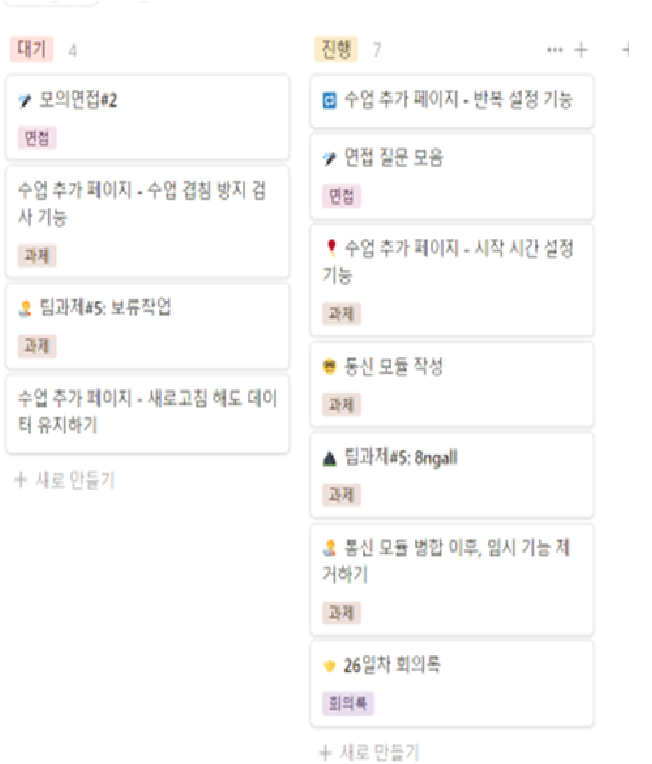 대기 4
모의면접#2
면접
수업 추가 페이지 - 수업 겹침 방지 검
사 기능
과제
팀과제#5: 보류작업
과제
수업 추가 페이지 - 새로고침 해도 데이
터 유지하기
+ 새로 만들기
진행 7 ... +
수업 추가 페이지 - 반복 설정 기능
면접 질문 모음
면접
수업 추가 페이지 - 시작 시간 설정
기능
과제
통신 모듈 작성
과제
팀과제#5: 8ngall
과제
통신 모듈 병합 이후, 임시 기능 제
거하기
과제
26일차 회의록
회의록
+ 새로 만들기